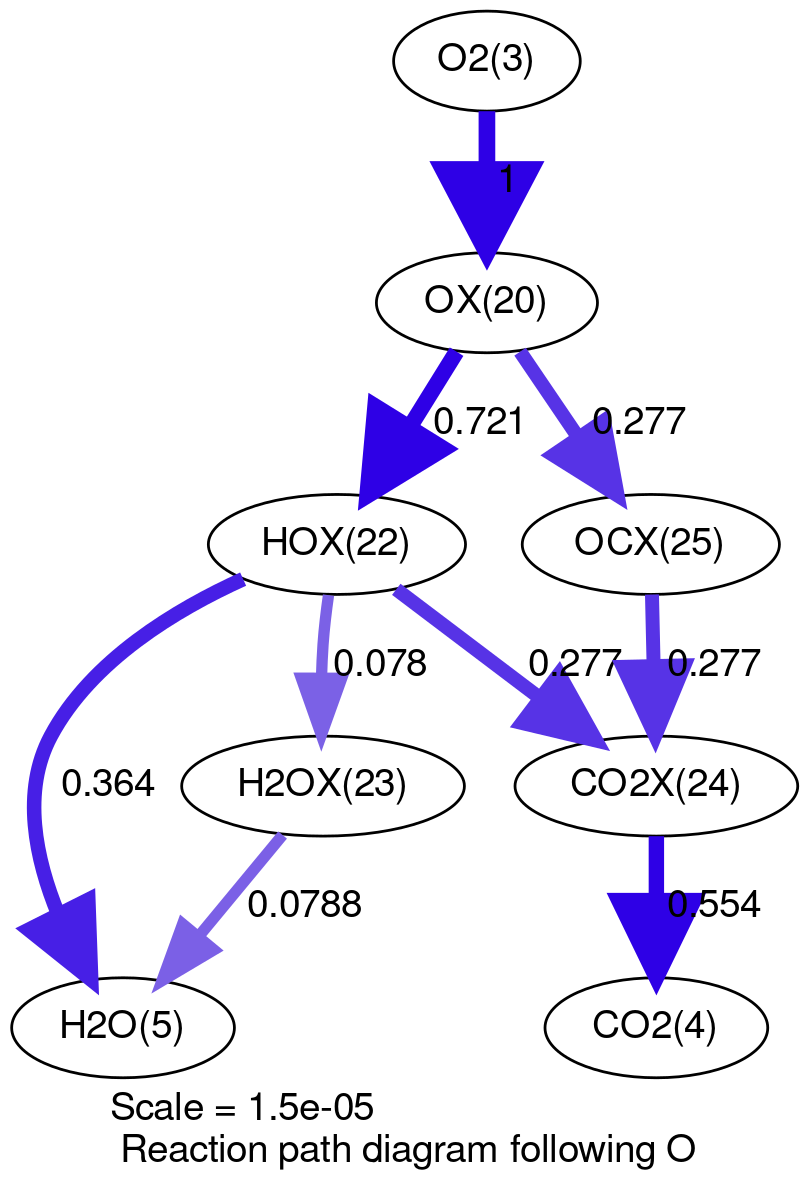 O2(3)
1
OX(20)
0.721
0.277
HOX(22)
OCX(25)
0.078
0.277
0.277
0.364
H2OX(23)
CO2X(24)
0.0788
0.554
H2O(5)
CO2(4)
Scale = 1.5e-05
Reaction path diagram following O